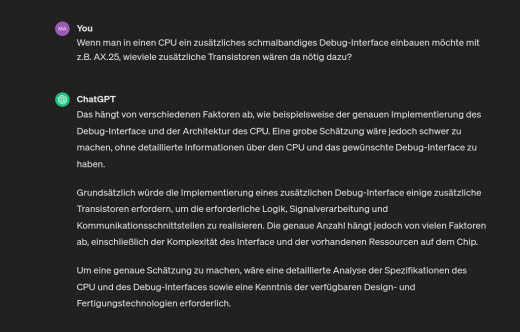 MA You
Wenn man in einen CPU ein zusätzliches schmalbandiges Debug-Interface einbauen möchte mit
z.B. AX.25, wieviele zusätzliche Transistoren wären da nötig dazu?
ChatGPT
Das hängt von verschiedenen Faktoren ab, wie beispielsweise der genauen Implementierung des
Debug-Interface und der Architektur des CPU. Eine grobe Schätzung wäre jedoch schwer zu
machen, ohne detaillierte Informationen über den CPU und das gewünschte Debug-Interface zu
haben.
Grundsätzlich würde die Implementierung eines zusätzlichen Debug-Interface einige zusätzliche
Transistoren erfordern, um die erforderliche Logik, Signalverarbeitung und
Kommunikationsschnittstellen zu realisieren. Die genaue Anzahl hängt jedoch von vielen Faktoren
ab, einschließlich der Komplexität des Interface und der vorhandenen Ressourcen auf dem Chip.
Um eine genaue Schätzung zu machen, wäre eine detaillierte Analyse der Spezifikationen des
CPU und des Debug-Interfaces sowie eine Kenntnis der verfügbaren Design- und
Fertigungstechnologien erforderlich.